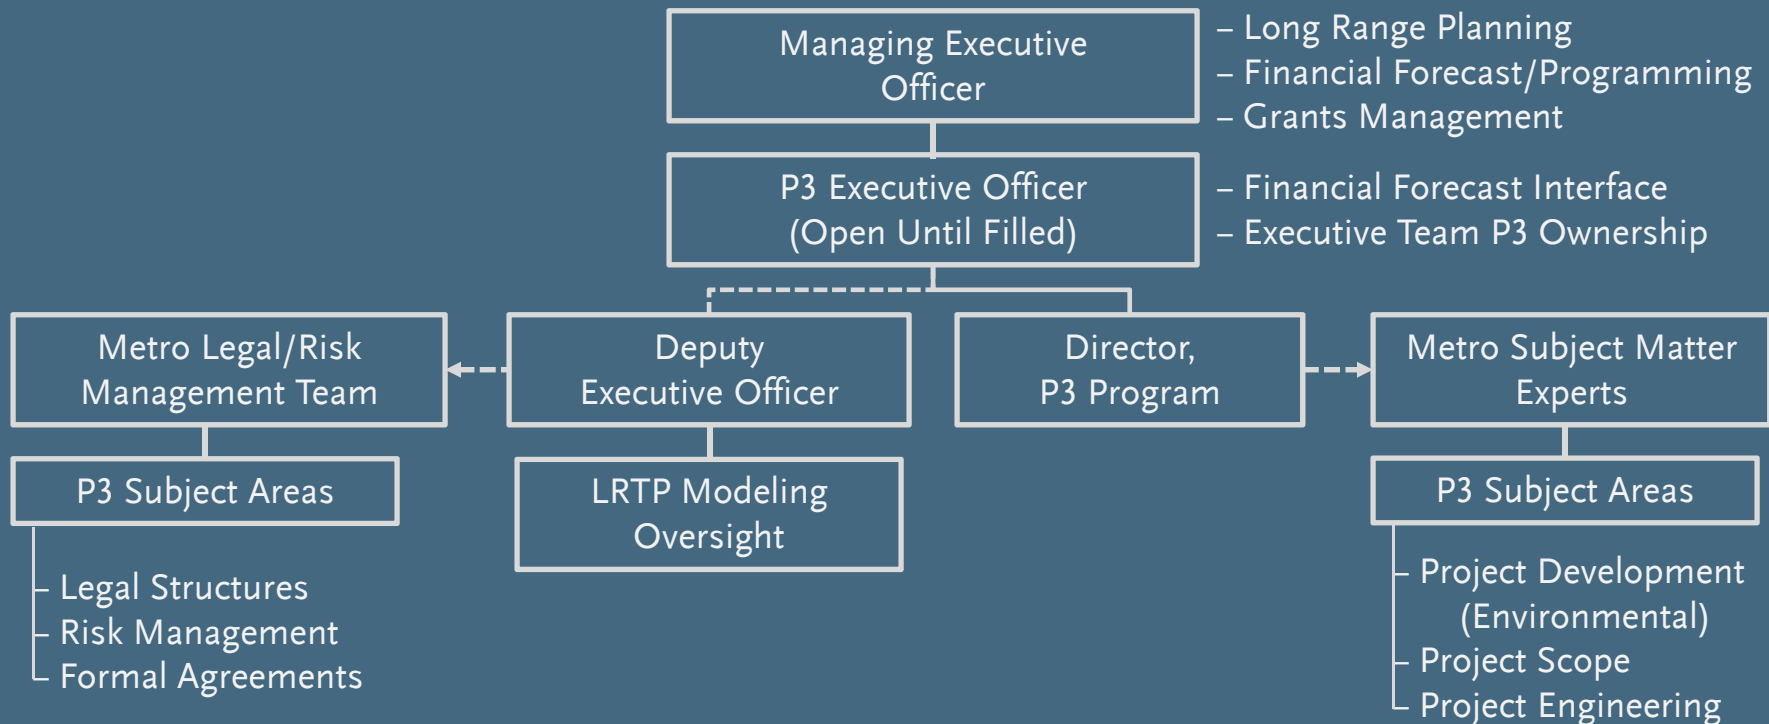 Managing Executive
Officer
– Long Range Planning
– Financial Forecast/Programming
– Grants Management
P3 Executive Officer
(Open Until Filled)
– Financial Forecast Interface
– Executive Team P3 Ownership
Metro Legal/Risk
Management Team
Deputy
Executive Officer
Director,
P3 Program
Metro Subject Matter
Experts
P3 Subject Areas
LRTP Modeling
Oversight
P3 Subject Areas
– Legal Structures
– Risk Management
– Formal Agreements
– Project Development
(Environmental)
– Project Scope
– Project Engineering